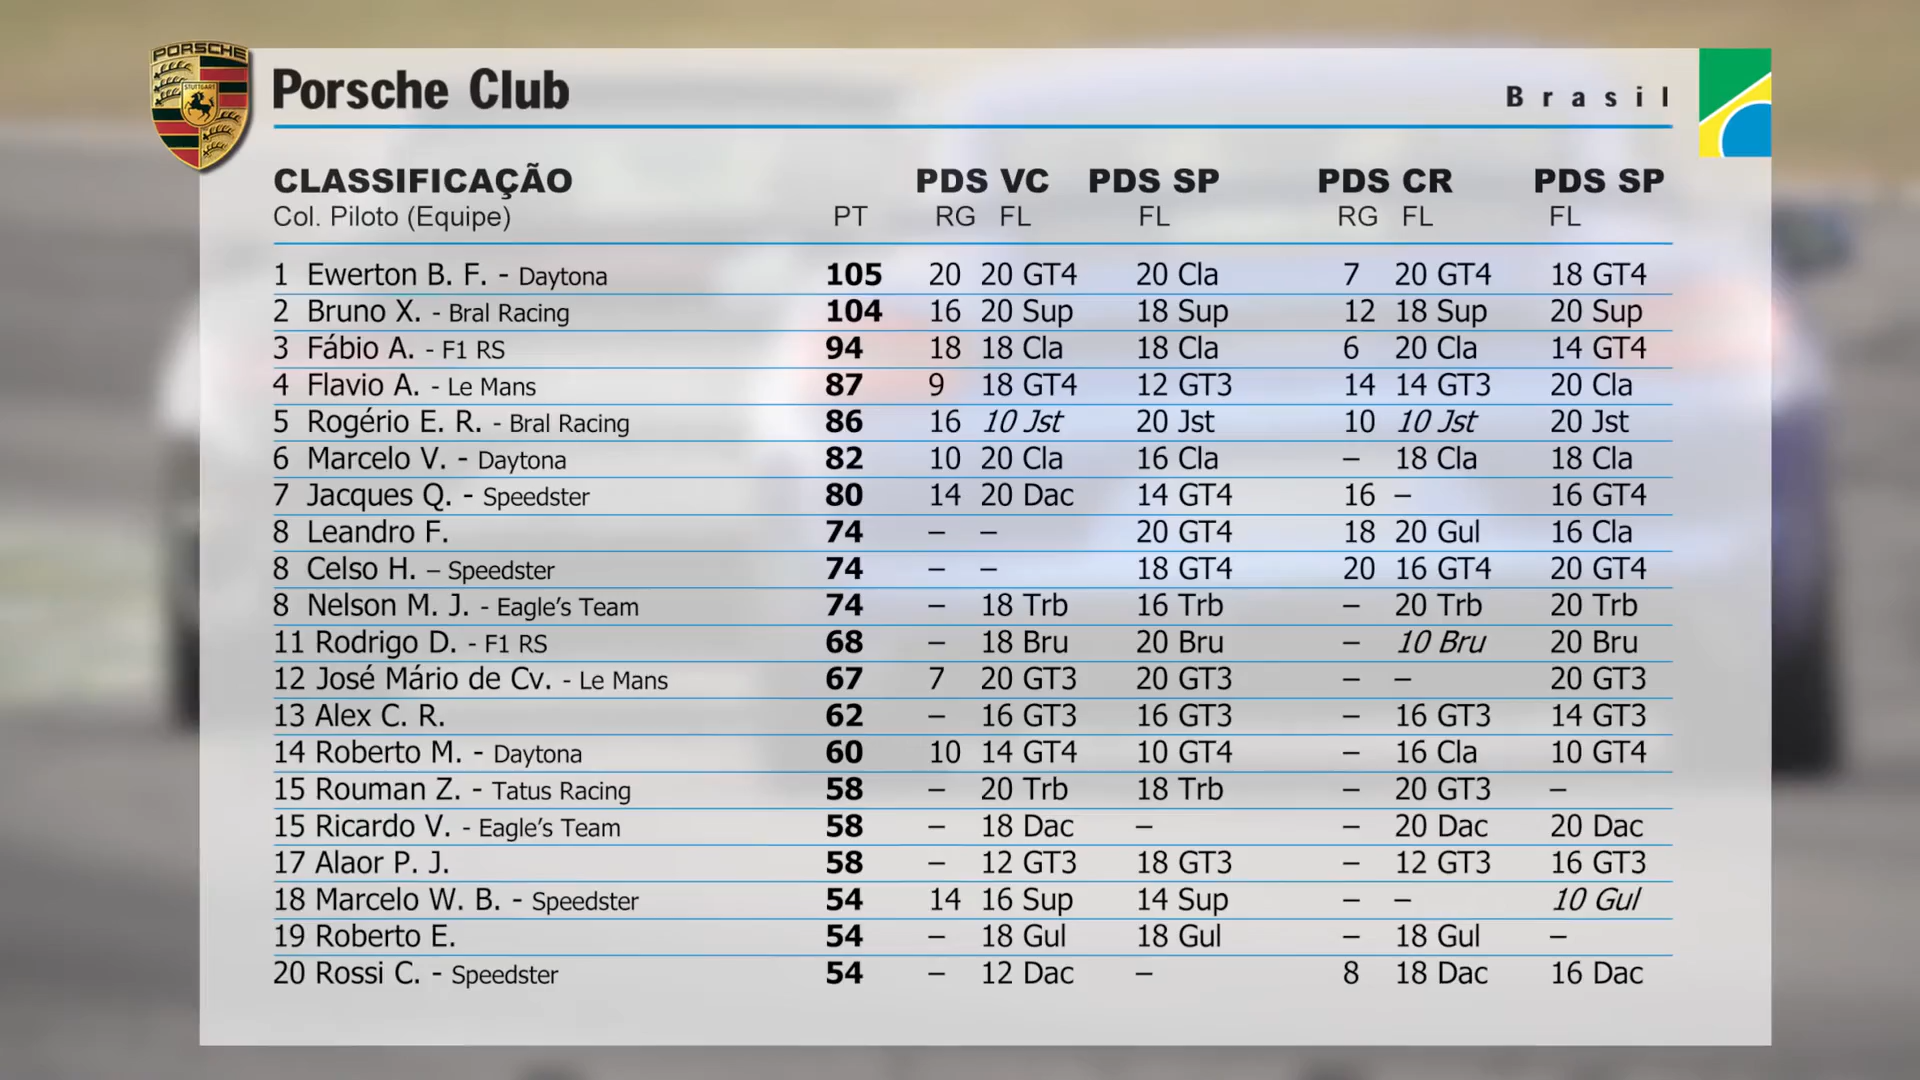 PORSCHE
STUTTGART
Porsche Club
Brasil
CLASSIFICAÇÃO PDS VC PDS SP PDS CR PDS SP
Col. Piloto (Equipe) PT RG FL FL RG FL FL
1 Ewerton B. F. - Daytona 105 20 20 GT4 20 Cla 7 20 GT4 18 GT4
2 Bruno X. - Bral Racing 104 16 20 Sup 18 Sup 12 18 Sup 20 Sup
3 Fábio A. - F1 RS 94 18 18 Cla 18 Cla 6 20 Cla 14 GT4
4 Flavio A. - Le Mans 87 9 18 GT4 12 GT3 14 14 GT3 20 Cla
5 Rogério E. R. - Bral Racing 86 16 10 Jst 20 Jst 10 10 Jst 20 Jst
6 Marcelo V. - Daytona 82 10 20 Cla 16 Cla – 18 Cla 18 Cla
7 Jacques Q. - Speedster 80 14 20 Dac 14 GT4 16 – 16 GT4
8 Leandro F. 74 – – 20 GT4 18 20 Gul 16 Cla
8 Celso H. – Speedster 74 – – 18 GT4 20 16 GT4 20 GT4
8 Nelson M. J. - Eagle's Team 74 – 18 Trb 16 Trb – 20 Trb 20 Trb
11 Rodrigo D. - F1 RS 68 – 18 Bru 20 Bru – 10 Bru 20 Bru
12 José Mário de Cv. - Le Mans 67 7 20 GT3 20 GT3 – – 20 GT3
13 Alex C. R. 62 – 16 GT3 16 GT3 – 16 GT3 14 GT3
14 Roberto M. - Daytona 60 10 14 GT4 10 GT4 – 16 Cla 10 GT4
15 Rouman Z. - Tatus Racing 58 – 20 Trb 18 Trb – 20 GT3 –
15 Ricardo V. - Eagle's Team 58 – 18 Dac – – 20 Dac 20 Dac
17 Alaor P. J. 58 – 12 GT3 18 GT3 – 12 GT3 16 GT3
18 Marcelo W. B. - Speedster 54 14 16 Sup 14 Sup – – 10 Gul
19 Roberto E. 54 – 18 Gul 18 Gul – 18 Gul –
20 Rossi C. - Speedster 54 – 12 Dac – 8 18 Dac 16 Dac